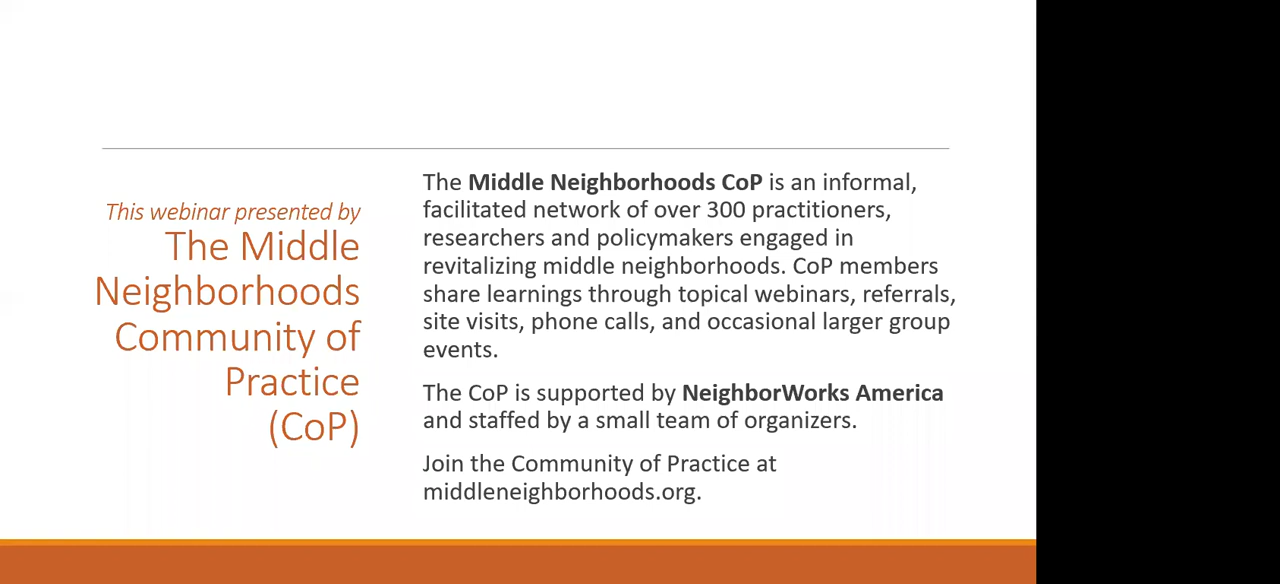 This webinar presented by
The Middle
Neighborhoods
Community of
Practice
(CoP)
The Middle Neighborhoods CoP is an informal,
facilitated network of over 300 practitioners,
researchers and policymakers engaged in
revitalizing middle neighborhoods. CoP members
share learnings through topical webinars, referrals,
site visits, phone calls, and occasional larger group
events.
The CoP is supported by NeighborWorks America
and staffed by a small team of organizers.
Join the Community of Practice at
middleneighborhoods.org.